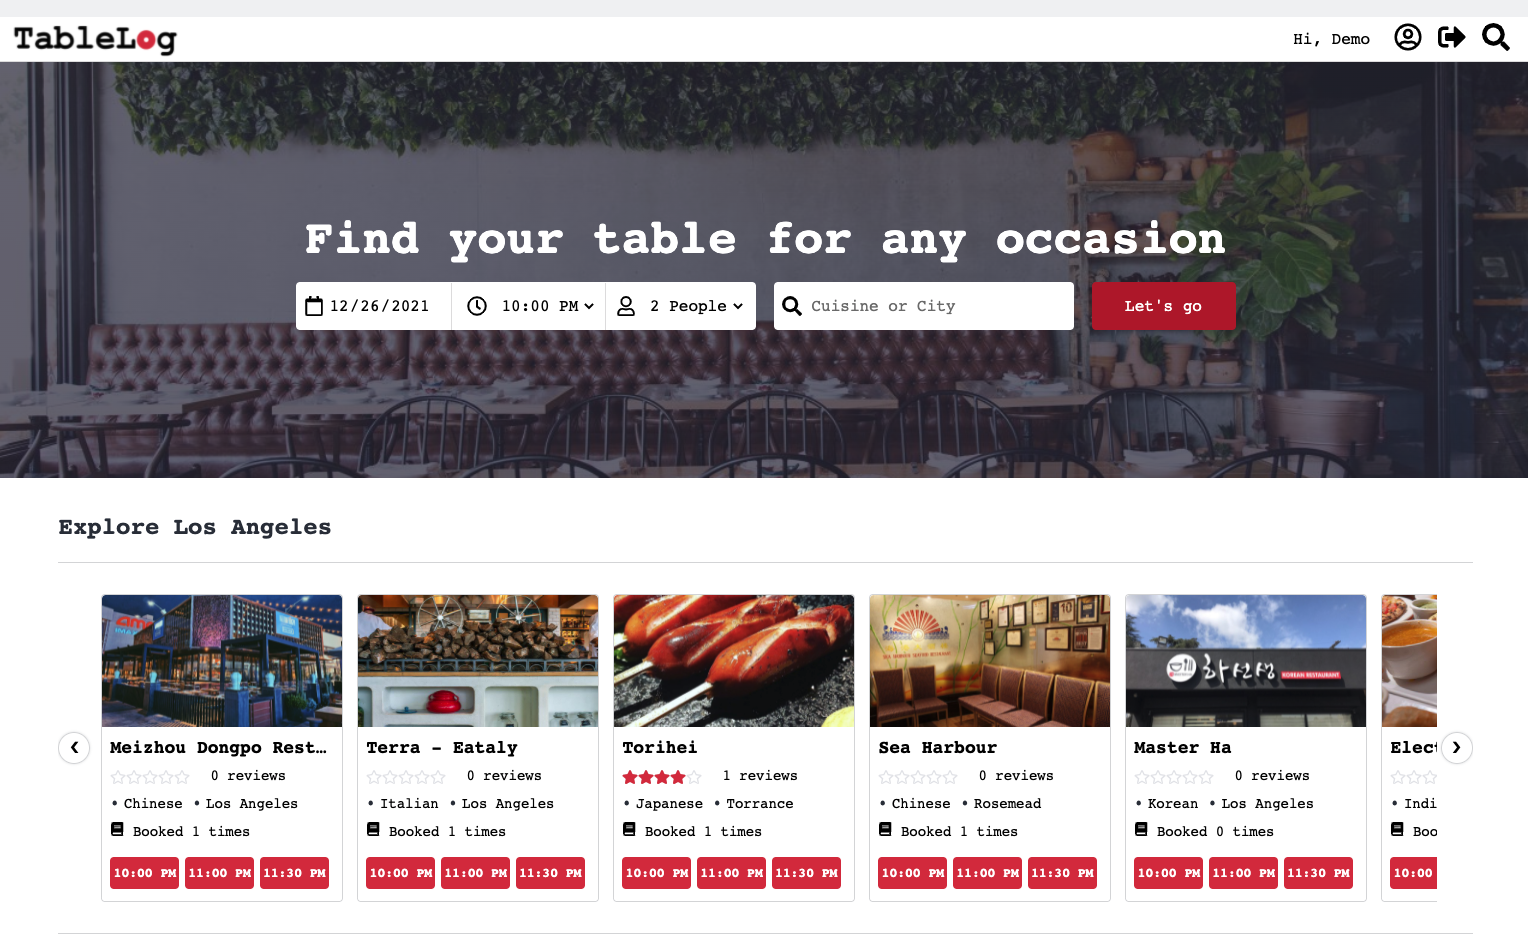 TableLog
Hi, Demo
Find your table for any occasion
12/26/2021 10:00 PM 2 People Cuisine or City Let's go
Explore Los Angeles
화선생 KOREAN RESTAURANT
Meizhou Dongpo Rest…
0 reviews
• Chinese • Los Angeles
Booked 1 times
10:00 PM 11:00 PM 11:30 PM
Terra - Eataly
0 reviews
• Italian • Los Angeles
Booked 1 times
10:00 PM 11:00 PM 11:30 PM
Torihei
1 reviews
• Japanese • Torrance
Booked 1 times
10:00 PM 11:00 PM 11:30 PM
Sea Harbour
0 reviews
• Chinese • Rosemead
Booked 1 times
10:00 PM 11:00 PM 11:30 PM
Master Ha
0 reviews
• Korean • Los Angeles
Booked 0 times
10:00 PM 11:00 PM 11:30 PM
Elect
• Indi
Boo
10:00